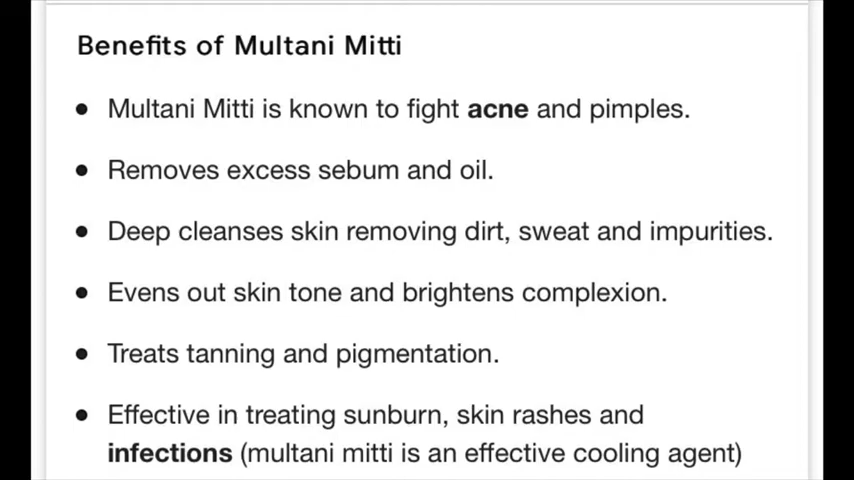 Benefits of Multani Mitti
• Multani Mitti is known to fight acne and pimples.
• Removes excess sebum and oil.
• Deep cleanses skin removing dirt, sweat and impurities.
• Evens out skin tone and brightens complexion.
• Treats tanning and pigmentation.
• Effective in treating sunburn, skin rashes and
infections (multani mitti is an effective cooling agent)